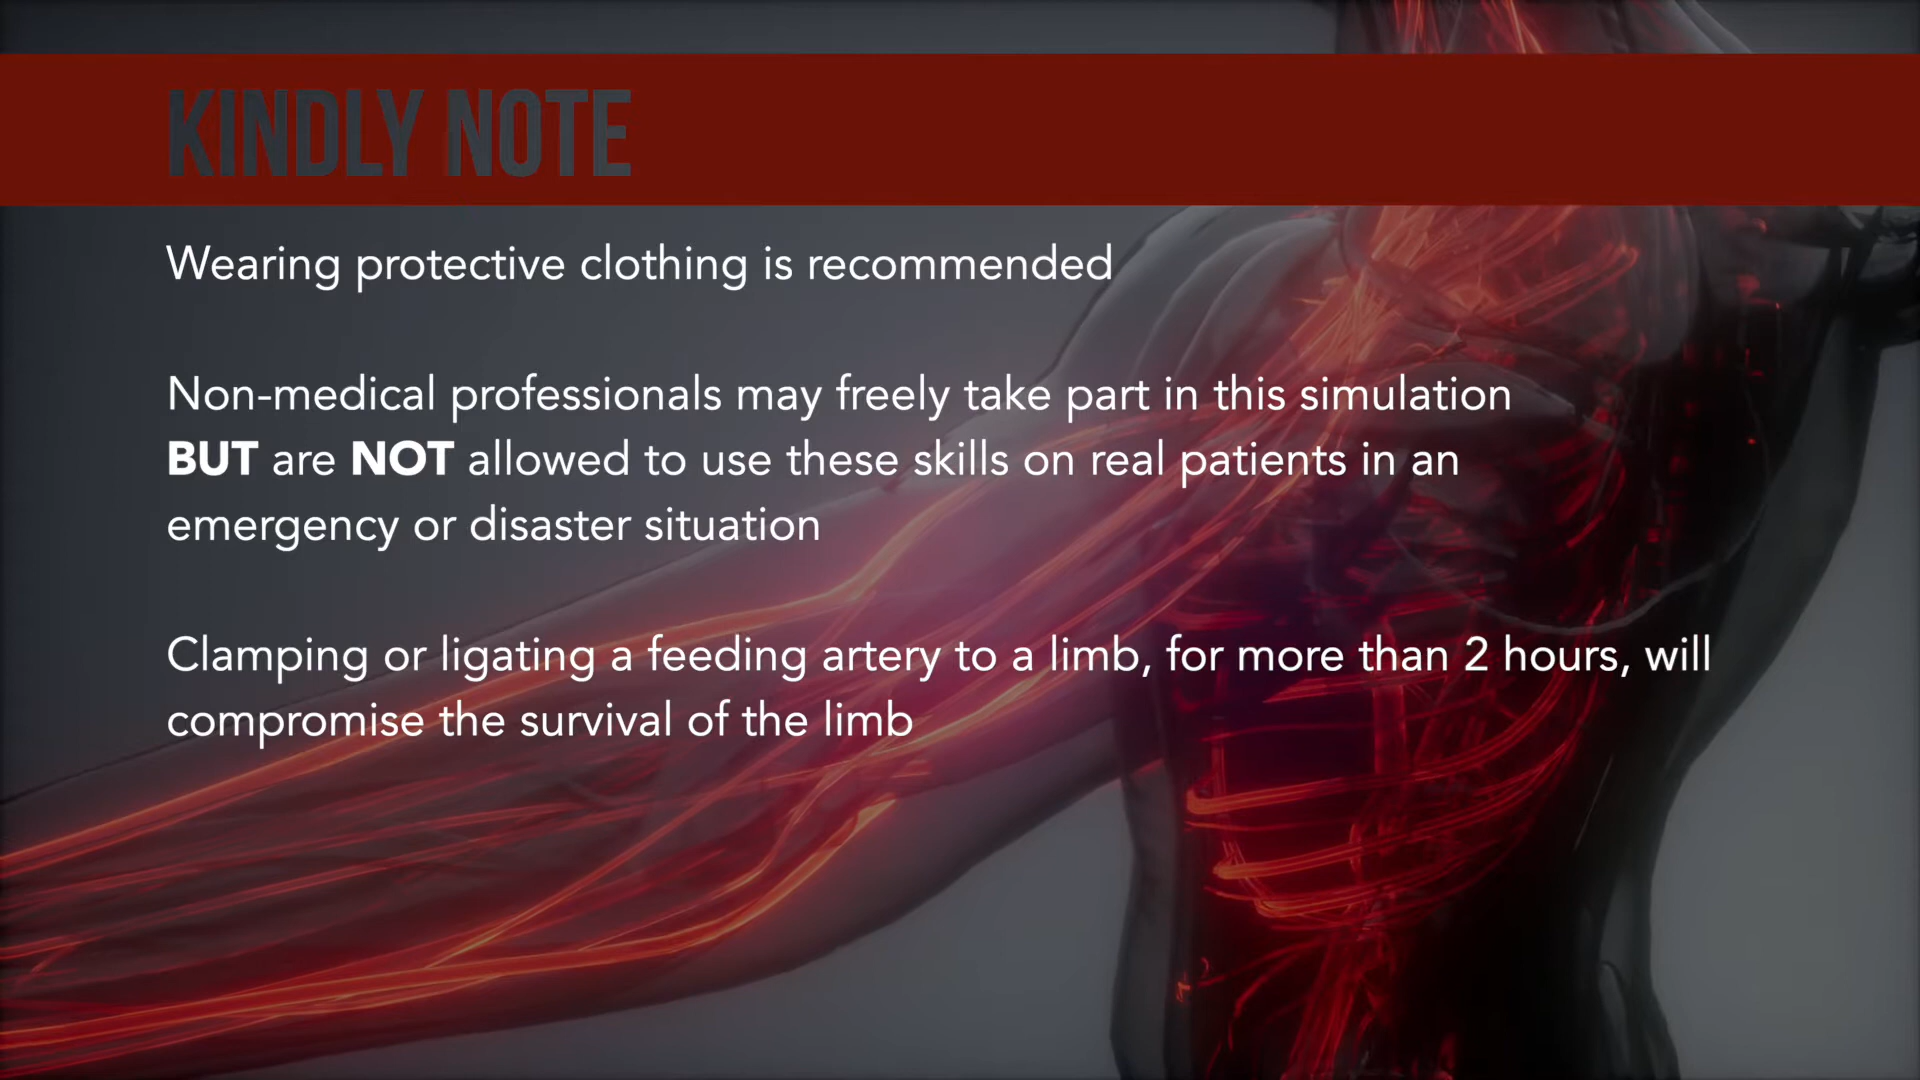 KINDLY NOTE
Wearing protective clothing is recommended
Non-medical professionals may freely take part in this simulation
BUT are NOT allowed to use these skills on real patients in an
emergency or disaster situation
Clamping or ligating a feeding artery to a limb, for more than 2 hours, will
compromise the survival of the limb